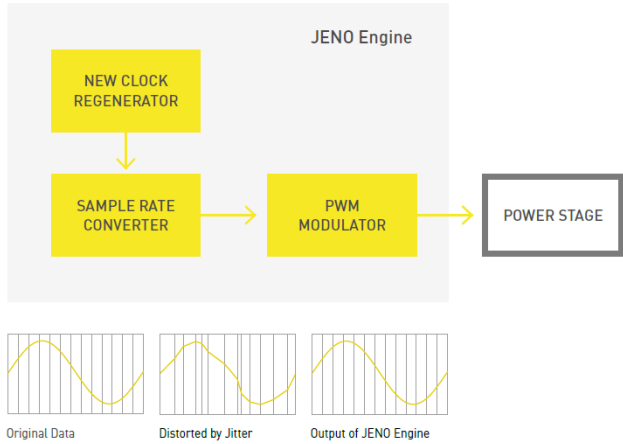 JENO Engine
NEW CLOCK
REGENERATOR
SAMPLE RATE
CONVERTER
PWM
MODULATOR
POWER STAGE
Original Data
Distorted by Jitter
Output of JENO Engine